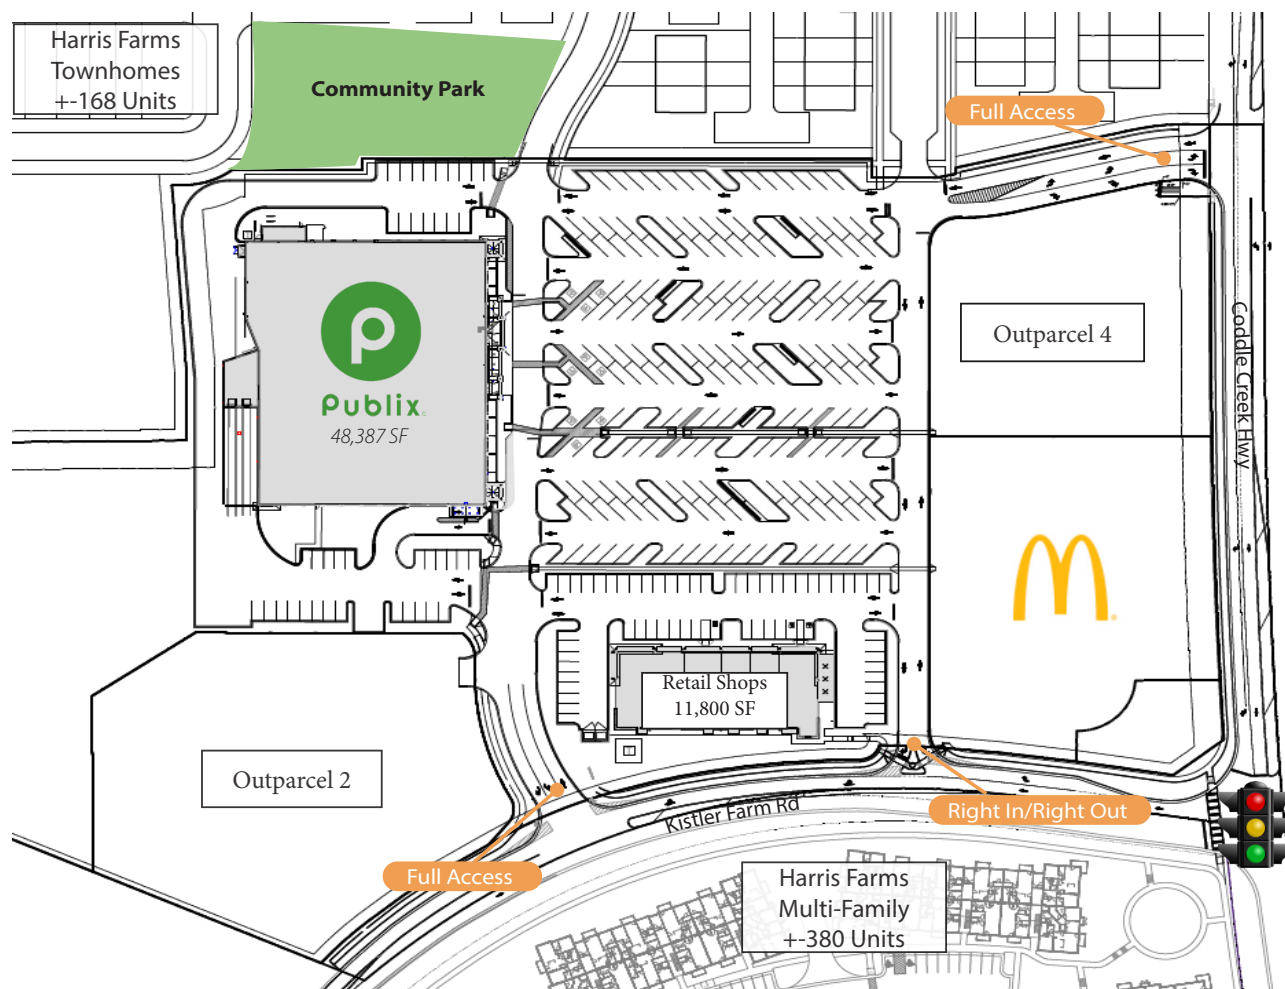 Harris Farms
Townhomes
+-168 Units
Community Park
Full Access
Outparcel 4
Coddle Creek Hwy
Publix
48,387 SF
Retail Shops
11,800 SF
Outparcel 2
Kistler Farm Rd
Right In/Right Out
Full Access
Harris Farms
Multi-Family
+-380 Units